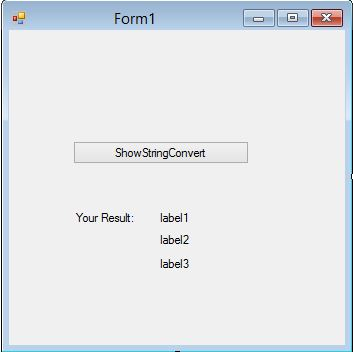 Form1
ShowStringConvert
Your Result: label1
label2
label3